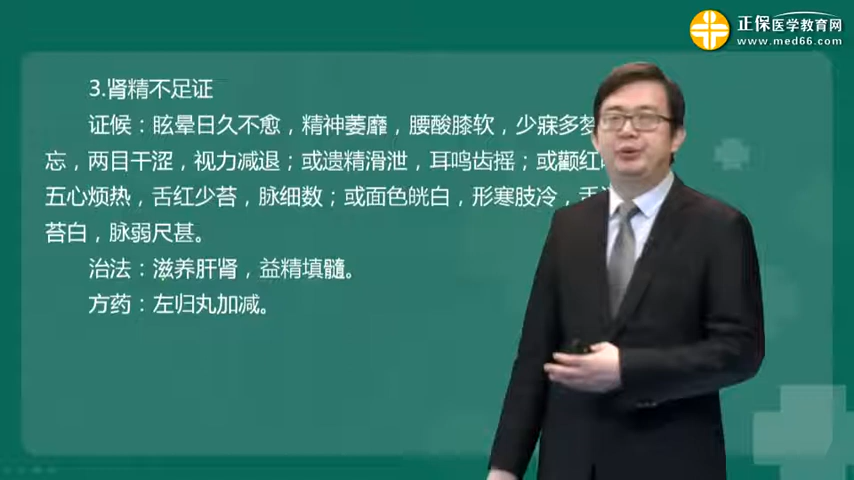 正保医学教育网
www.med66.com
3.肾精不足证
证候：眩晕日久不愈，精神萎靡，腰酸膝软，少寐多梦
忘，两目干涩，视力减退；或遗精滑泄，耳鸣齿摇；或颧红
五心烦热，舌红少苔，脉细数；或面色㿠白，形寒肢冷，舌
苔白，脉弱尺甚。
治法：滋养肝肾，益精填髓。
方药：左归丸加减。